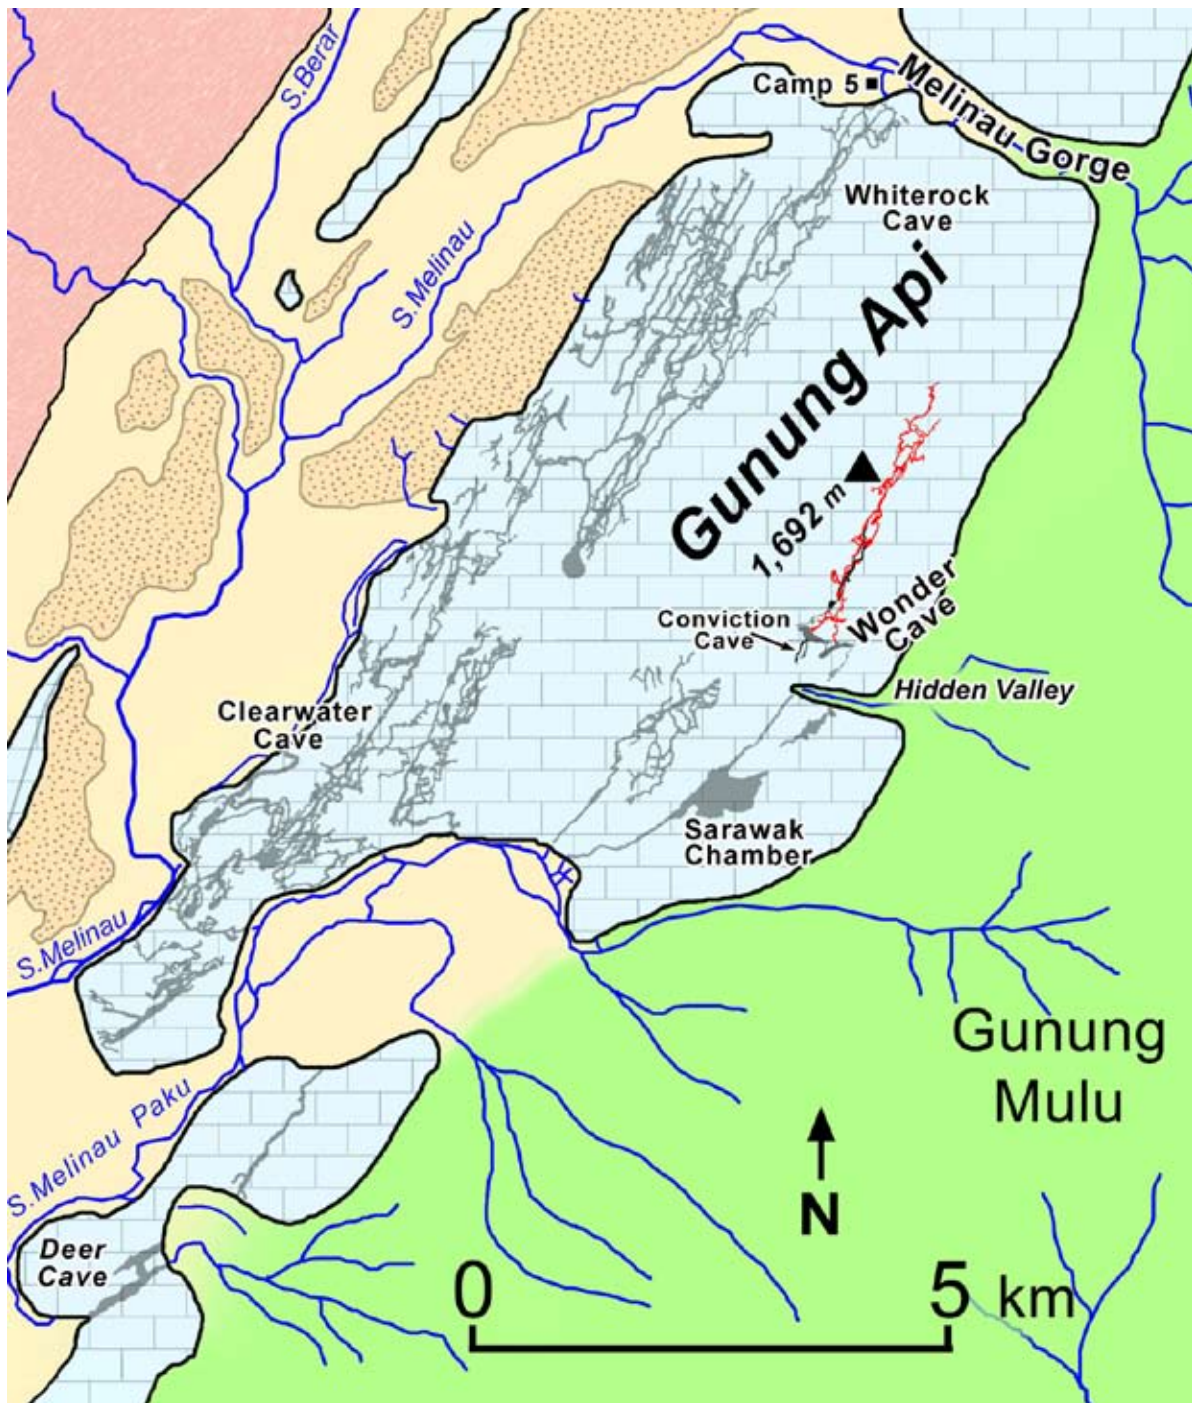 S.Berar
Camp 5
Melinau Gorge
Whiterock
Cave
S.Melinau
Gunung Api
1,692 m
Conviction
Cave
Wonder
Cave
Hidden Valley
Clearwater
Cave
Sarawak
Chamber
S.Melinau
Gunung
Mulu
S.Melinau Paku
N
Deer
Cave
0 5 km